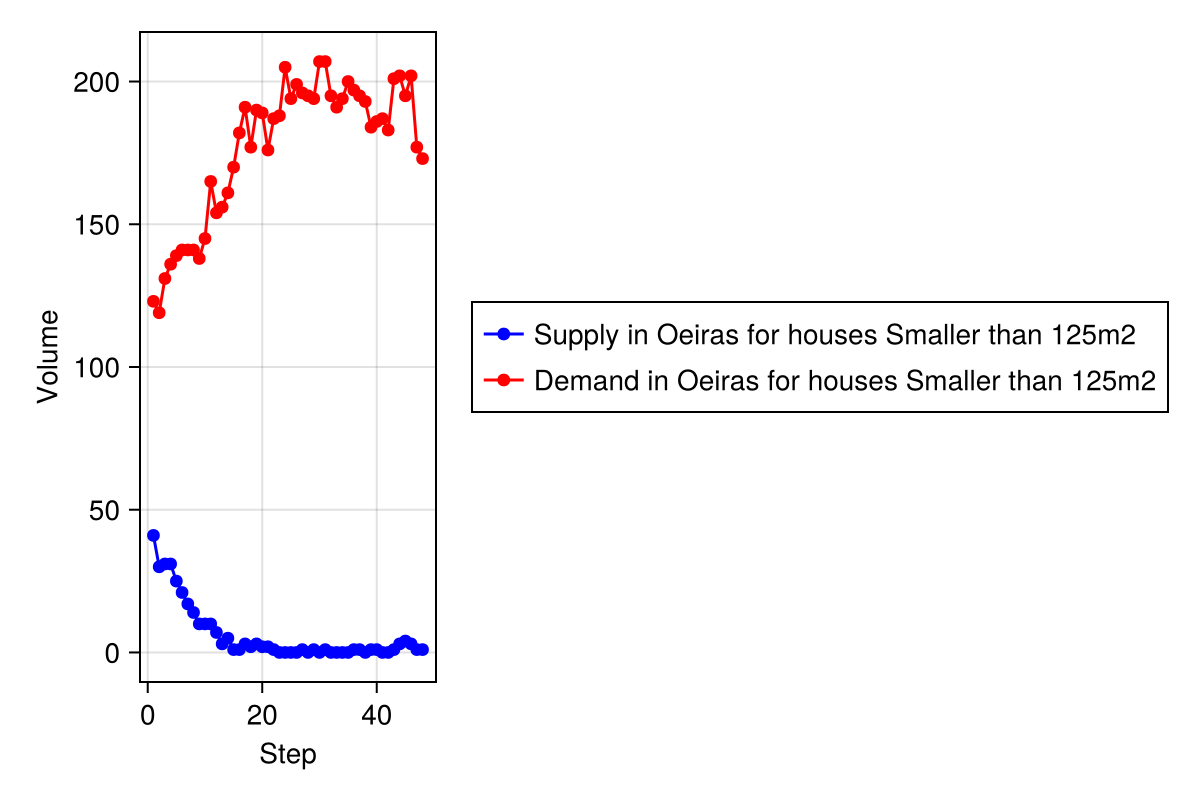 Volume
200
150
100
50
0
0 20 40
Step
Supply in Oeiras for houses Smaller than 125m2
Demand in Oeiras for houses Smaller than 125m2